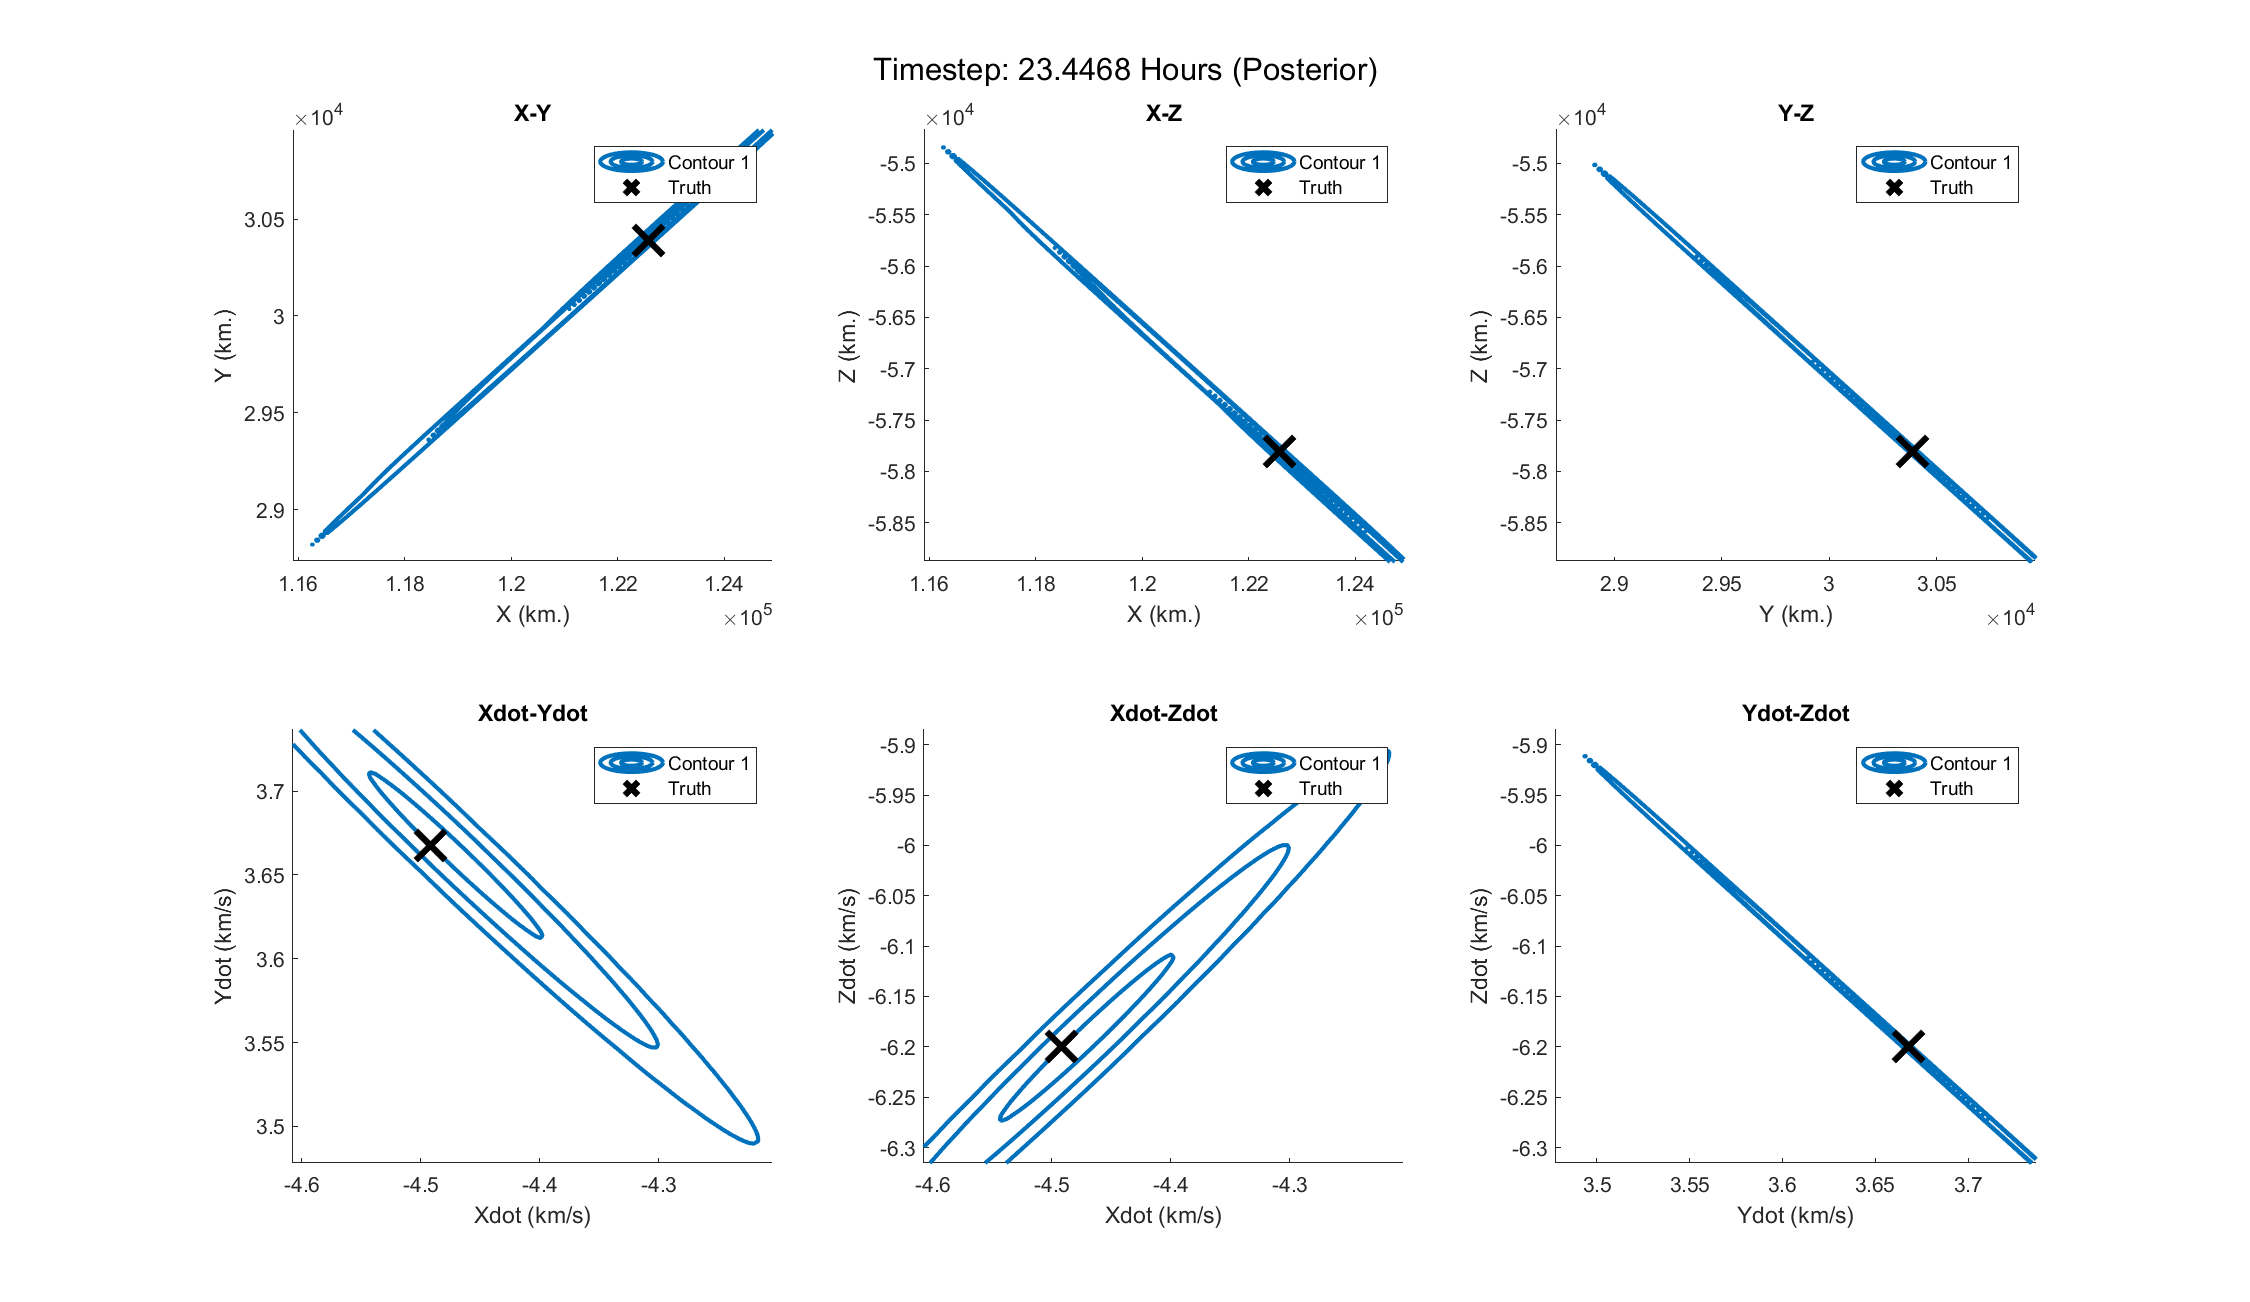 Timestep: 23.4468 Hours (Posterior)
X-Y
×10^4
Contour 1
Truth
3.05
3
2.95
2.9
Y (km.)
1.16 1.18 1.2 1.22 1.24
X (km.)
×10^5
X-Z
×10^4
Contour 1
Truth
-5.5
-5.55
-5.6
-5.65
-5.7
-5.75
-5.8
-5.85
Z (km.)
1.16 1.18 1.2 1.22 1.24
X (km.)
×10^5
Y-Z
×10^4
Contour 1
Truth
-5.5
-5.55
-5.6
-5.65
-5.7
-5.75
-5.8
-5.85
Z (km.)
2.9 2.95 3 3.05
Y (km.)
×10^4
Xdot-Ydot
Contour 1
Truth
3.7
3.65
3.6
3.55
3.5
Ydot (km/s)
-4.6 -4.5 -4.4 -4.3
Xdot (km/s)
Xdot-Zdot
Contour 1
Truth
-5.9
-5.95
-6
-6.05
-6.1
-6.15
-6.2
-6.25
-6.3
Zdot (km/s)
-4.6 -4.5 -4.4 -4.3
Xdot (km/s)
Ydot-Zdot
Contour 1
Truth
-5.9
-5.95
-6
-6.05
-6.1
-6.15
-6.2
-6.25
-6.3
Zdot (km/s)
3.5 3.55 3.6 3.65 3.7
Ydot (km/s)